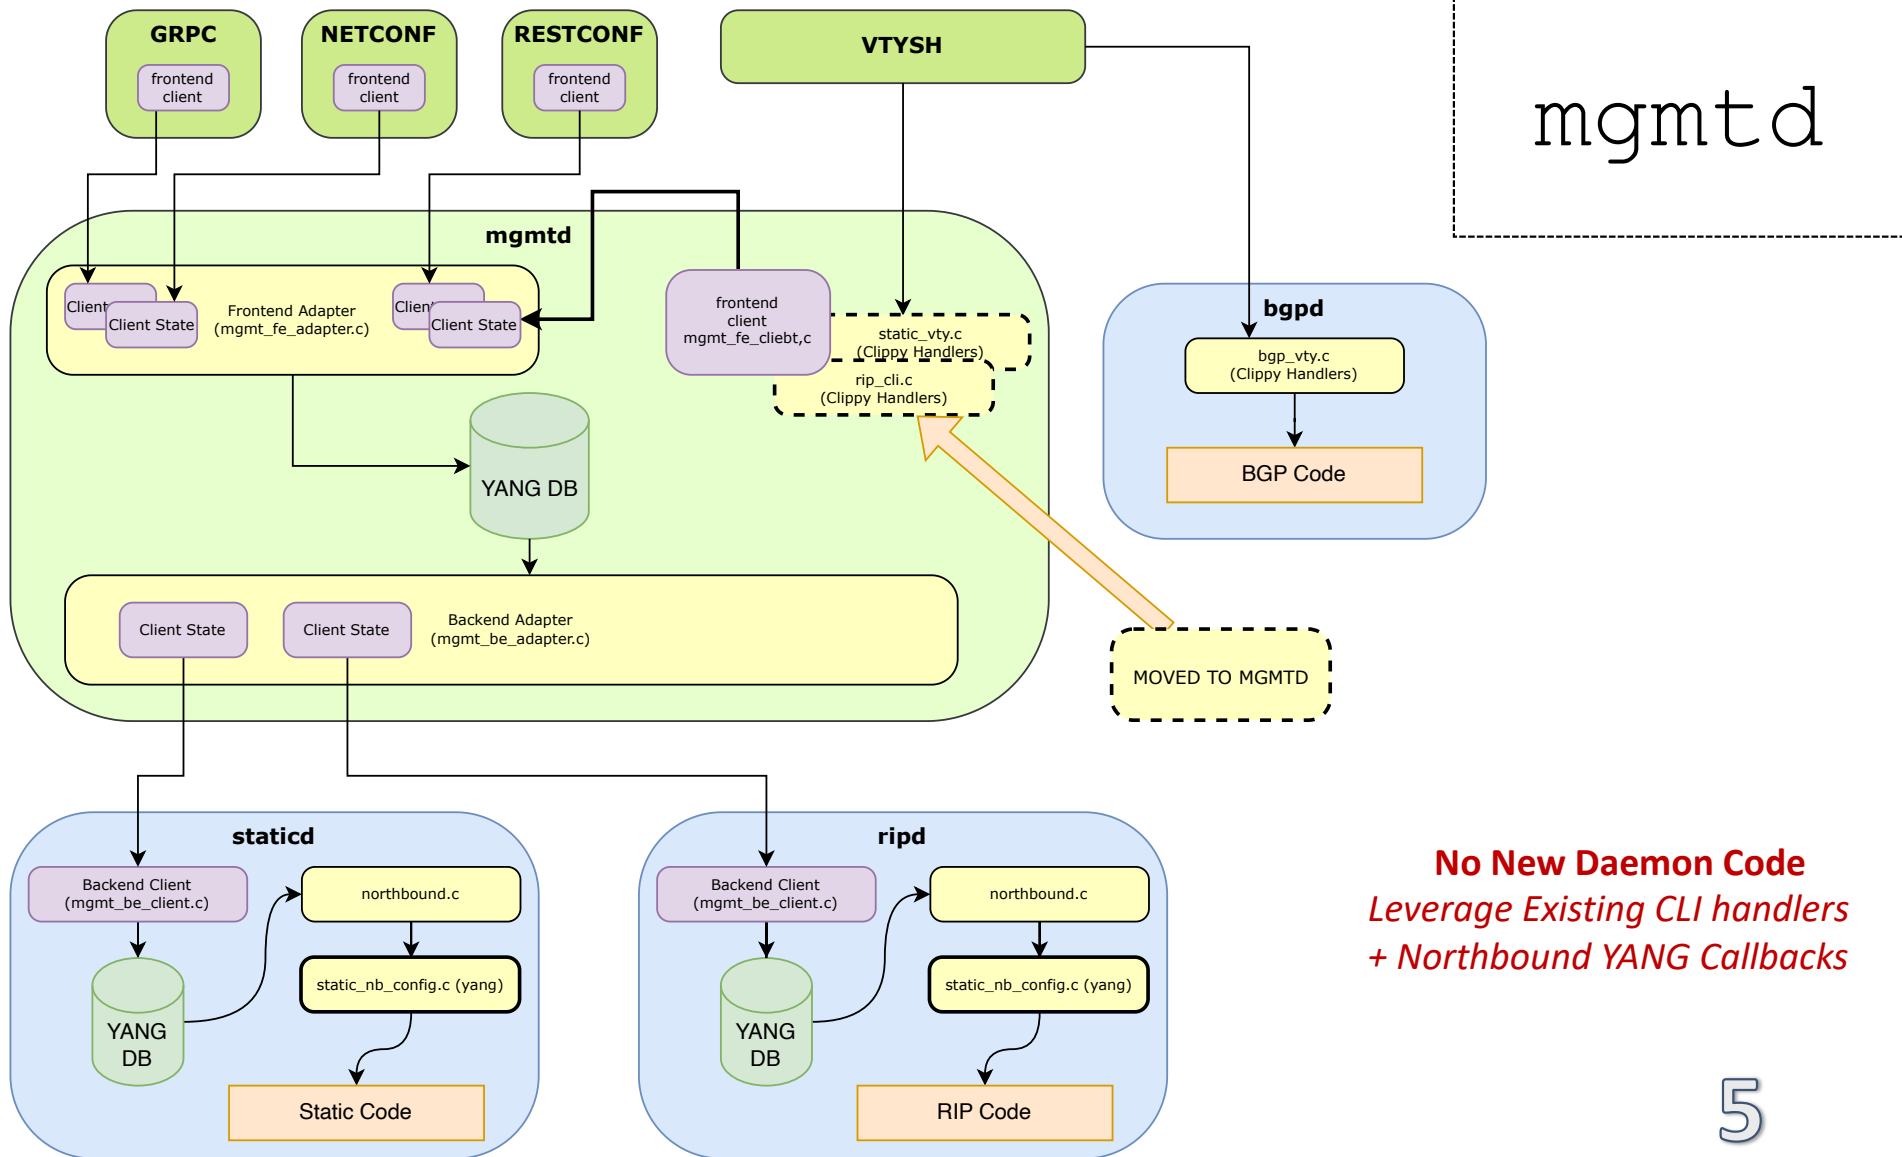 GRPC
frontend
client
NETCONF
frontend
client
RESTCONF
frontend
client
VTYSH
mgmtd
mgmtd
Client
Client State
Frontend Adapter
(mgmt_fe_adapter.c)
Clien
Client State
frontend
client
mgmt_fe_cliebt,c
static_vty.c
(Clippy Handlers)
rip_cli.c
(Clippy Handlers)
bgpd
bgp_vty.c
(Clippy Handlers)
BGP Code
YANG DB
Client State
Client State
Backend Adapter
(mgmt_be_adapter.c)
MOVED TO MGMTD
staticd
Backend Client
(mgmt_be_client.c)
northbound.c
static_nb_config.c (yang)
YANG
DB
Static Code
ripd
Backend Client
(mgmt_be_client.c)
northbound.c
static_nb_config.c (yang)
YANG
DB
RIP Code
No New Daemon Code
Leverage Existing CLI handlers
+ Northbound YANG Callbacks
5